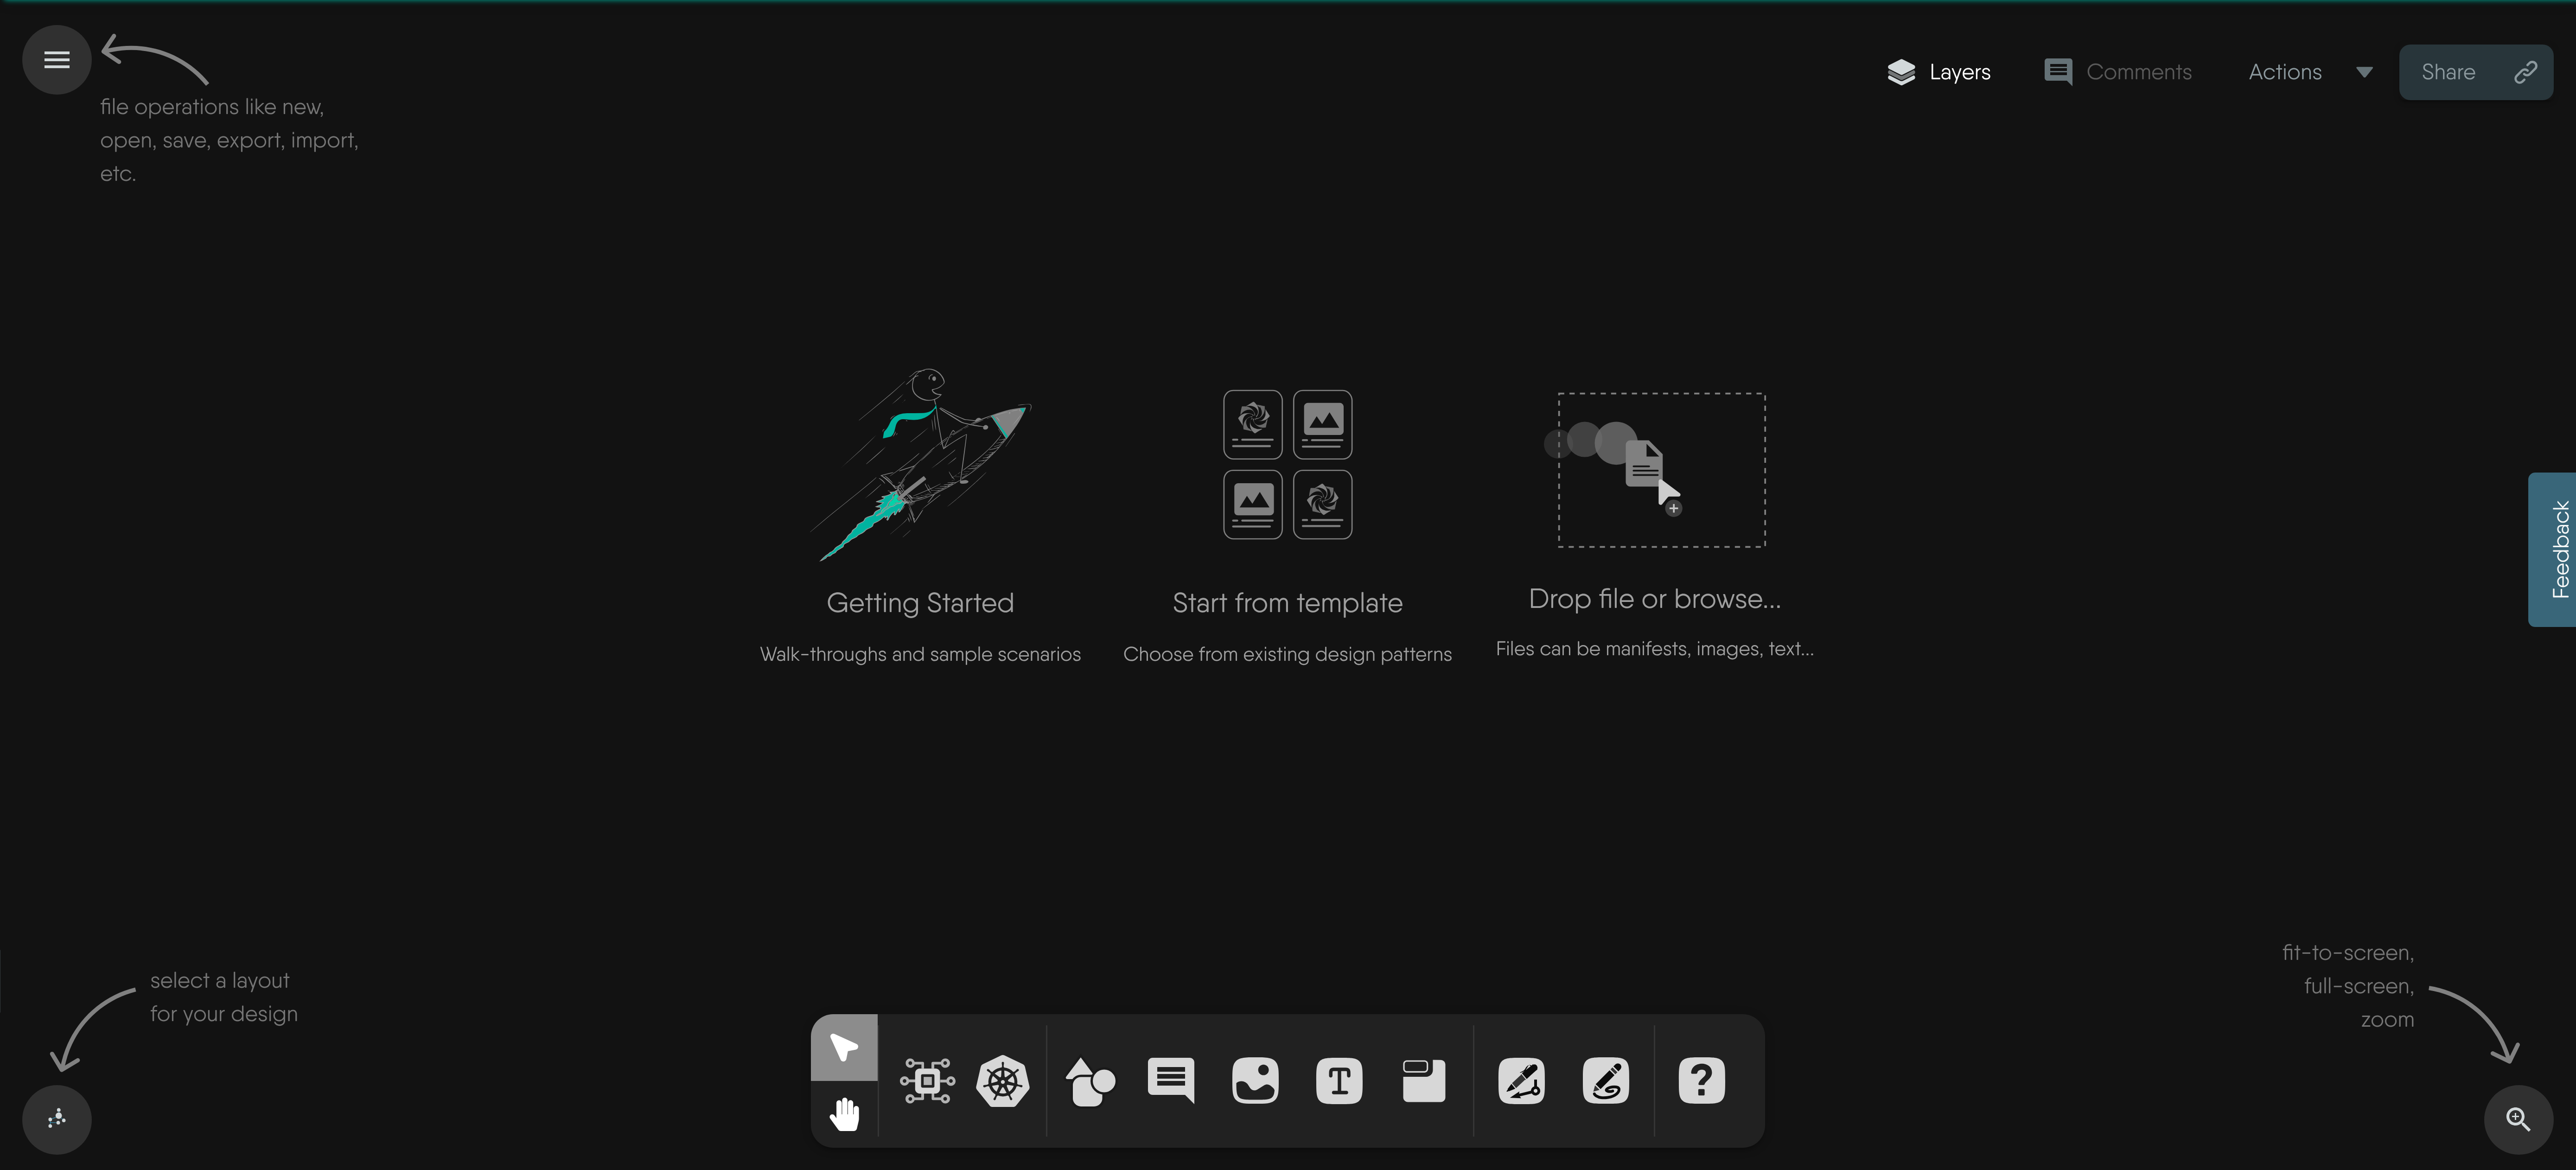 file operations like new,
open, save, export, import,
etc.
Layers
Comments
Actions
Share
Getting Started
Walk-throughs and sample scenarios
Start from template
Choose from existing design patterns
Drop file or browse...
Files can be manifests, images, text...
Feedback
select a layout
for your design
fit-to-screen,
full-screen,
zoom
T
?